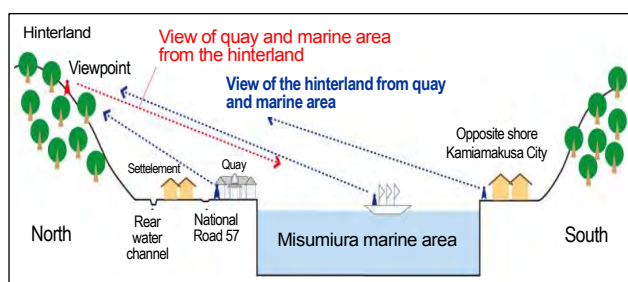 Hinterland
Viewpoint
View of quay and marine area
from the hinterland
View of the hinterland from quay
and marine area
Opposite shore
Kamiamakusa City
Settelement
Quay
North
Rear
water
channel
National
Road 57
Misumiura marine area
South